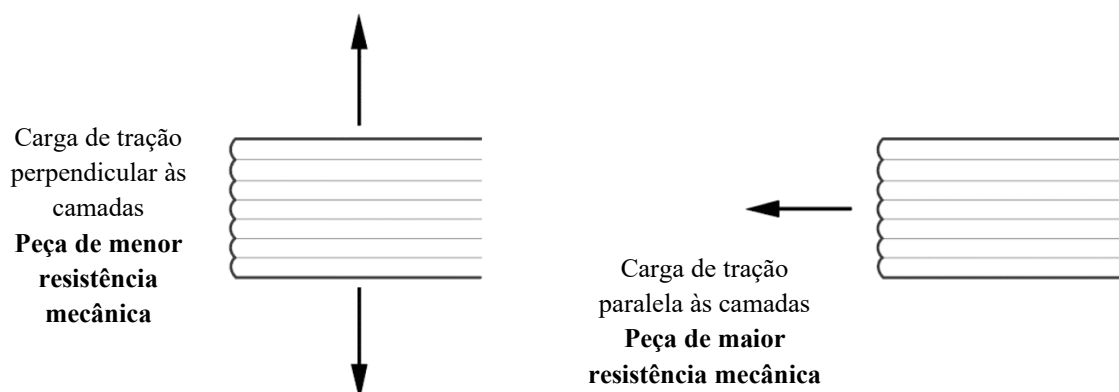 Carga de tração
perpendicular às
camadas
Peça de menor
resistência
mecânica
Carga de tração
paralela às camadas
Peça de maior
resistência mecânica